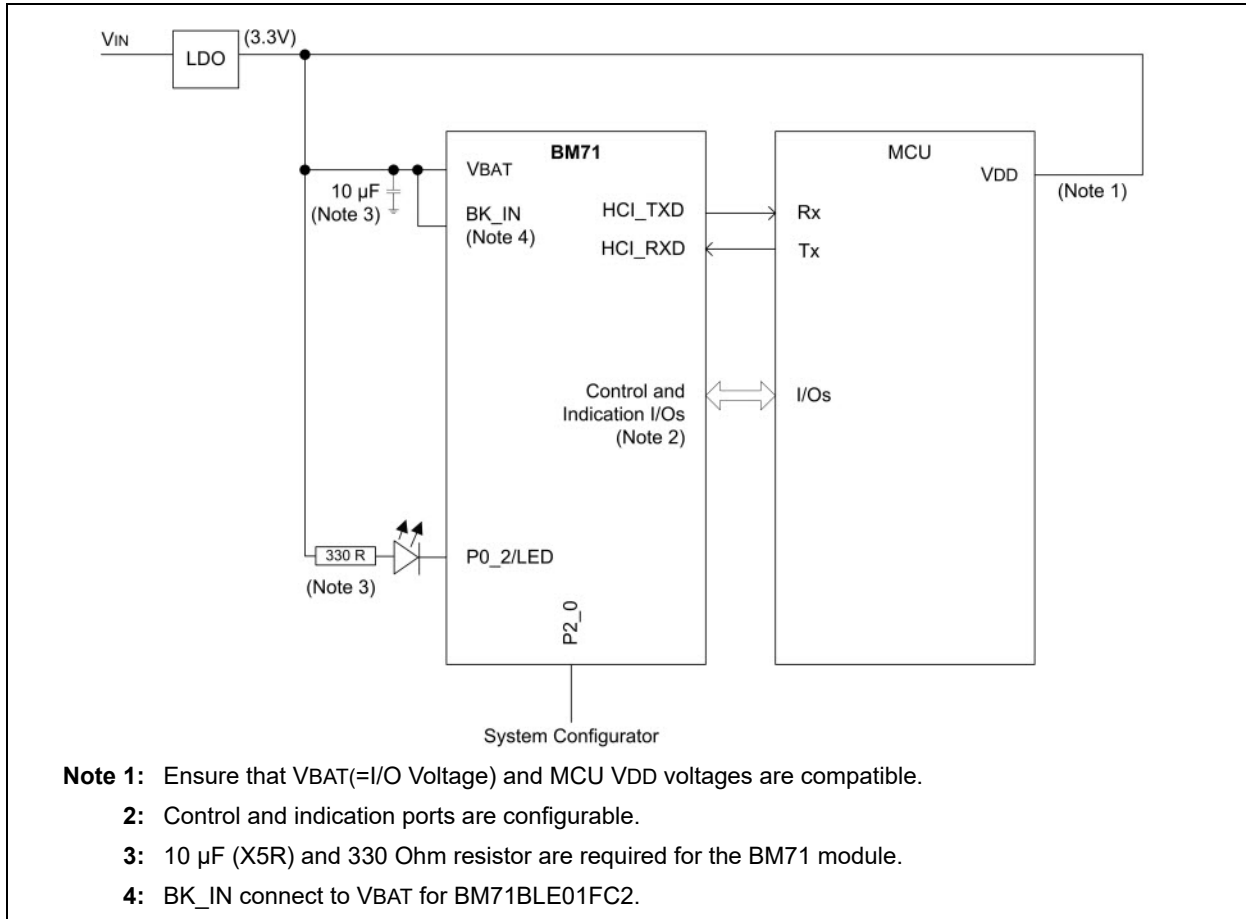 VIN
LDO
(3.3V)
BM71
MCU
VBAT
VDD
10 µF
(Note 3)
(Note 1)
BK_IN
(Note 4)
HCI_TXD
Rx
HCI_RXD
Tx
Control and
Indication I/Os
(Note 2)
I/Os
330 R
(Note 3)
P0_2/LED
P2_0
System Configurator
Note 1: Ensure that VBAT(=I/O Voltage) and MCU VDD voltages are compatible.
2: Control and indication ports are configurable.
3: 10 µF (X5R) and 330 Ohm resistor are required for the BM71 module.
4: BK_IN connect to VBAT for BM71BLE01FC2.